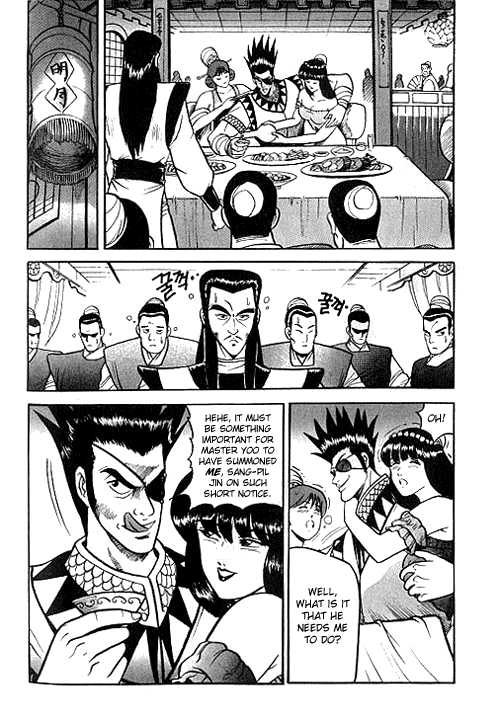 明
月
꿀꺽..
꿀꺽..
HEHE, IT MUST
BE SOMETHING
IMPORTANT FOR
MASTER YOO TO
HAVE SUMMONED
ME, SANG-PIL
JIN ON SUCH
SHORT NOTICE.
OH!
WELL,
WHAT IS IT
THAT HE
NEEDS ME
TO DO?